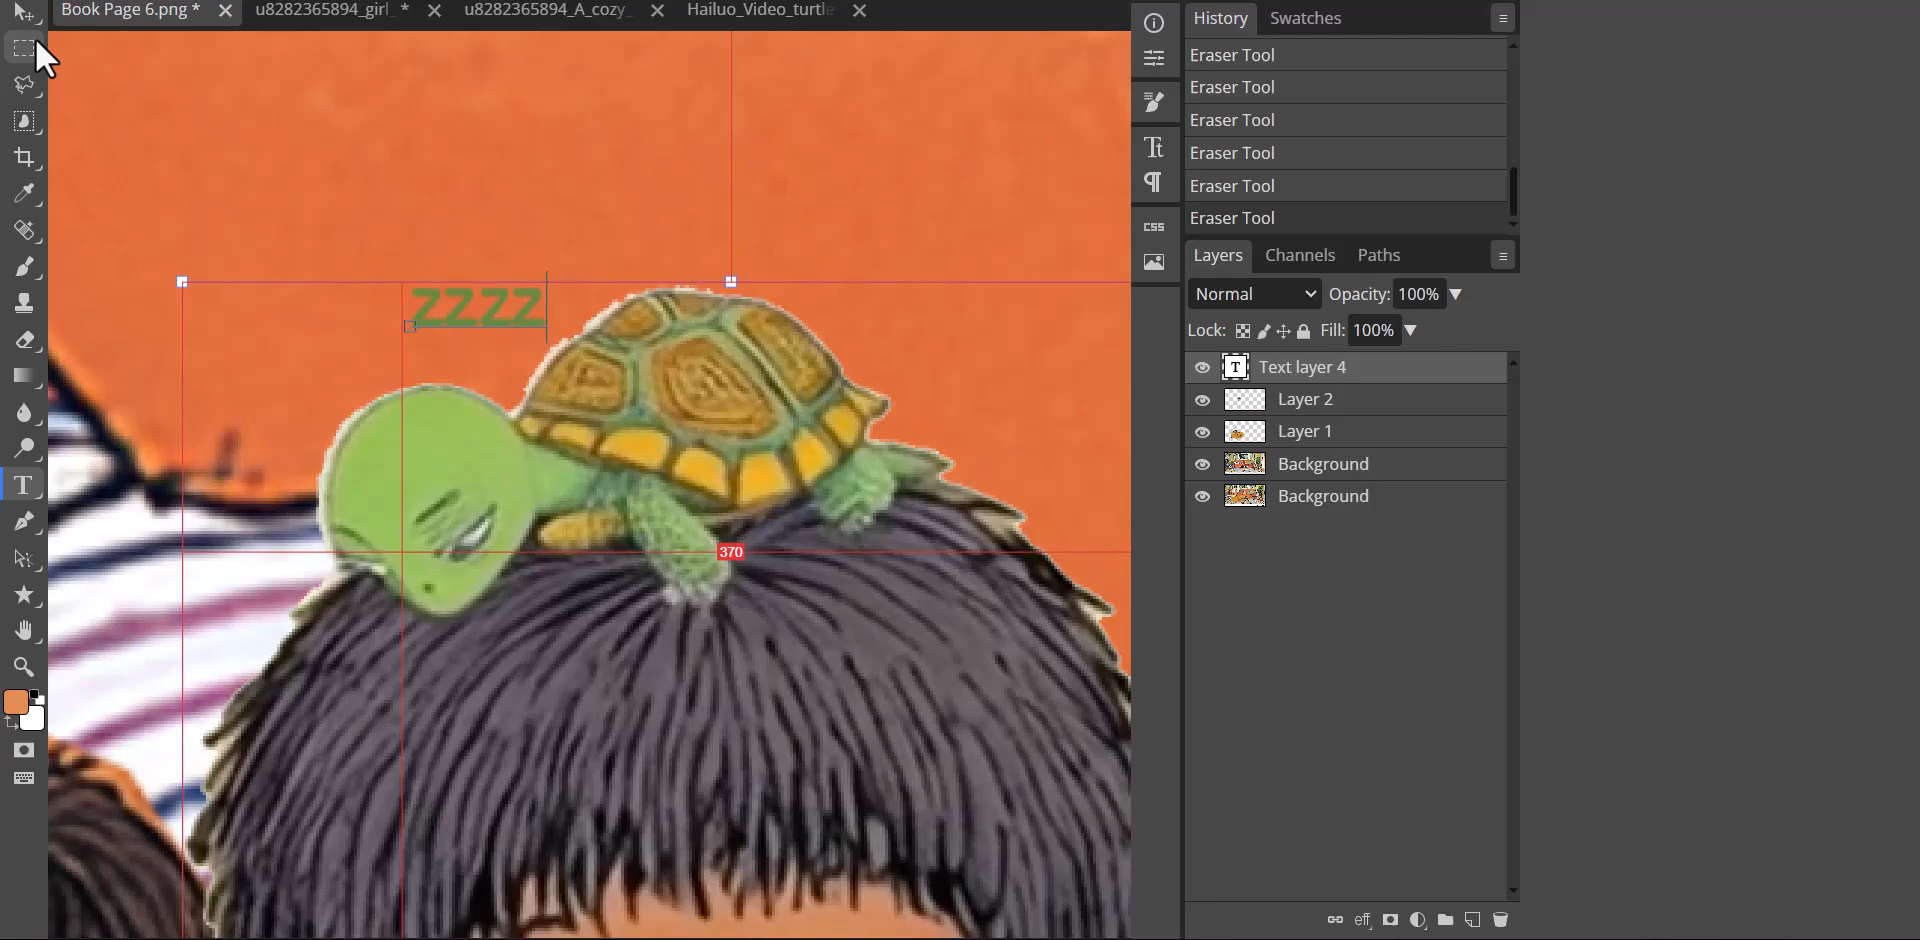 Book Page 6.png *
u8282365894_girl_ *
u8282365894_A_cozy_
Hailuo_Video_turtle
History
Swatches
Eraser Tool
Eraser Tool
Eraser Tool
Eraser Tool
Eraser Tool
Eraser Tool
Layers
Channels
Paths
Normal
Opacity: 100%
Lock:
Fill: 100%
Text layer 4
Layer 2
Layer 1
Background
Background
CSS
ZZZZ
370
eff